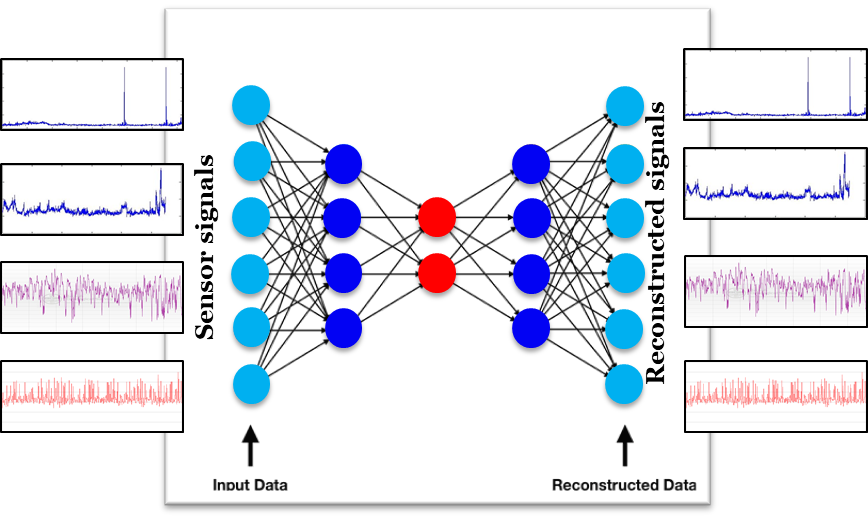 Sensor signals
Reconstructed signals
Input Data
Reconstructed Data